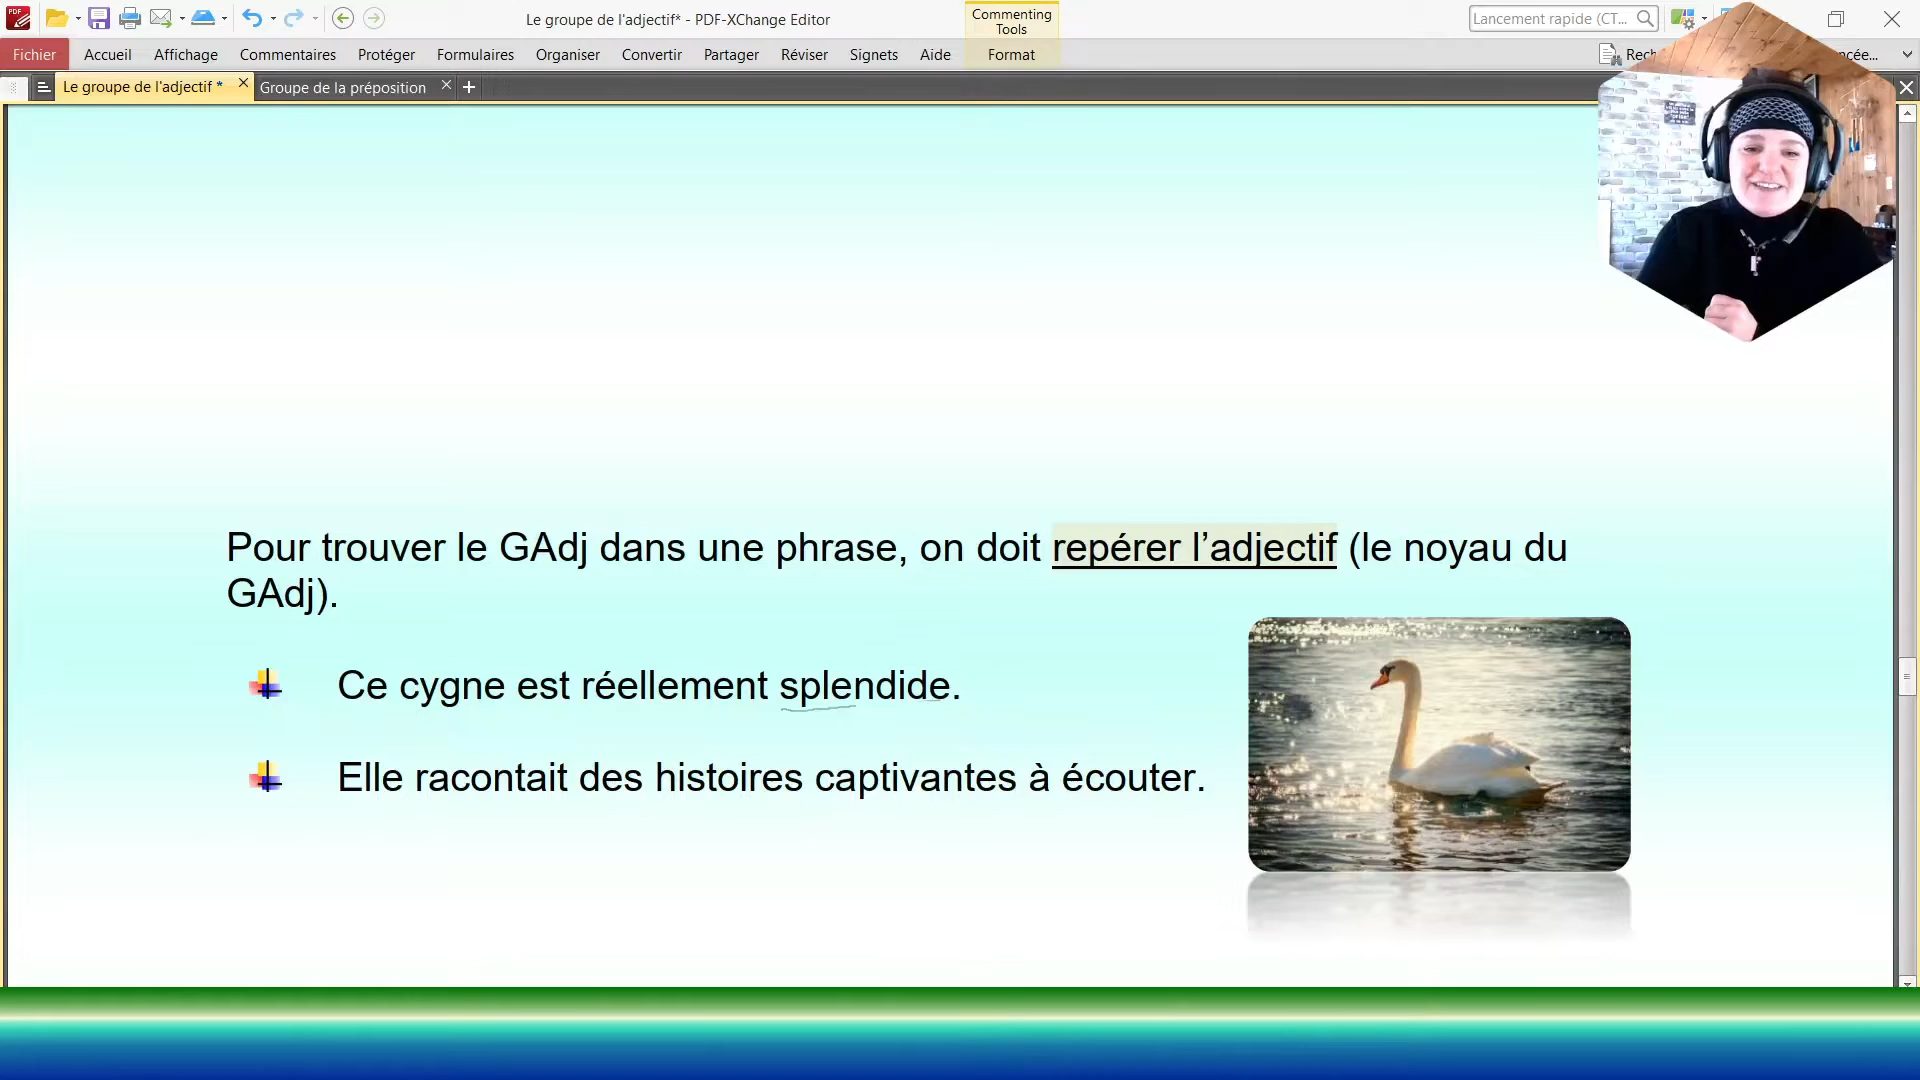 Le groupe de l'adjectif* - PDF-XChange Editor
Commenting
Tools
Lancement rapide (CT...
Fichier Accueil Affichage Commentaires Protéger Formulaires Organiser Convertir Partager Réviser Signets Aide Format
Le groupe de l'adjectif * Groupe de la préposition
Pour trouver le GAdj dans une phrase, on doit repérer l’adjectif (le noyau du
GAdj).
Ce cygne est réellement splendide.
Elle racontait des histoires captivantes à écouter.